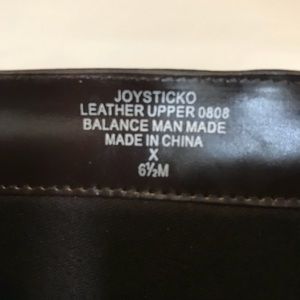 JOYSTICKO
LEATHER UPPER 0808
BALANCE MAN MADE
MADE IN CHINA
X
6½M